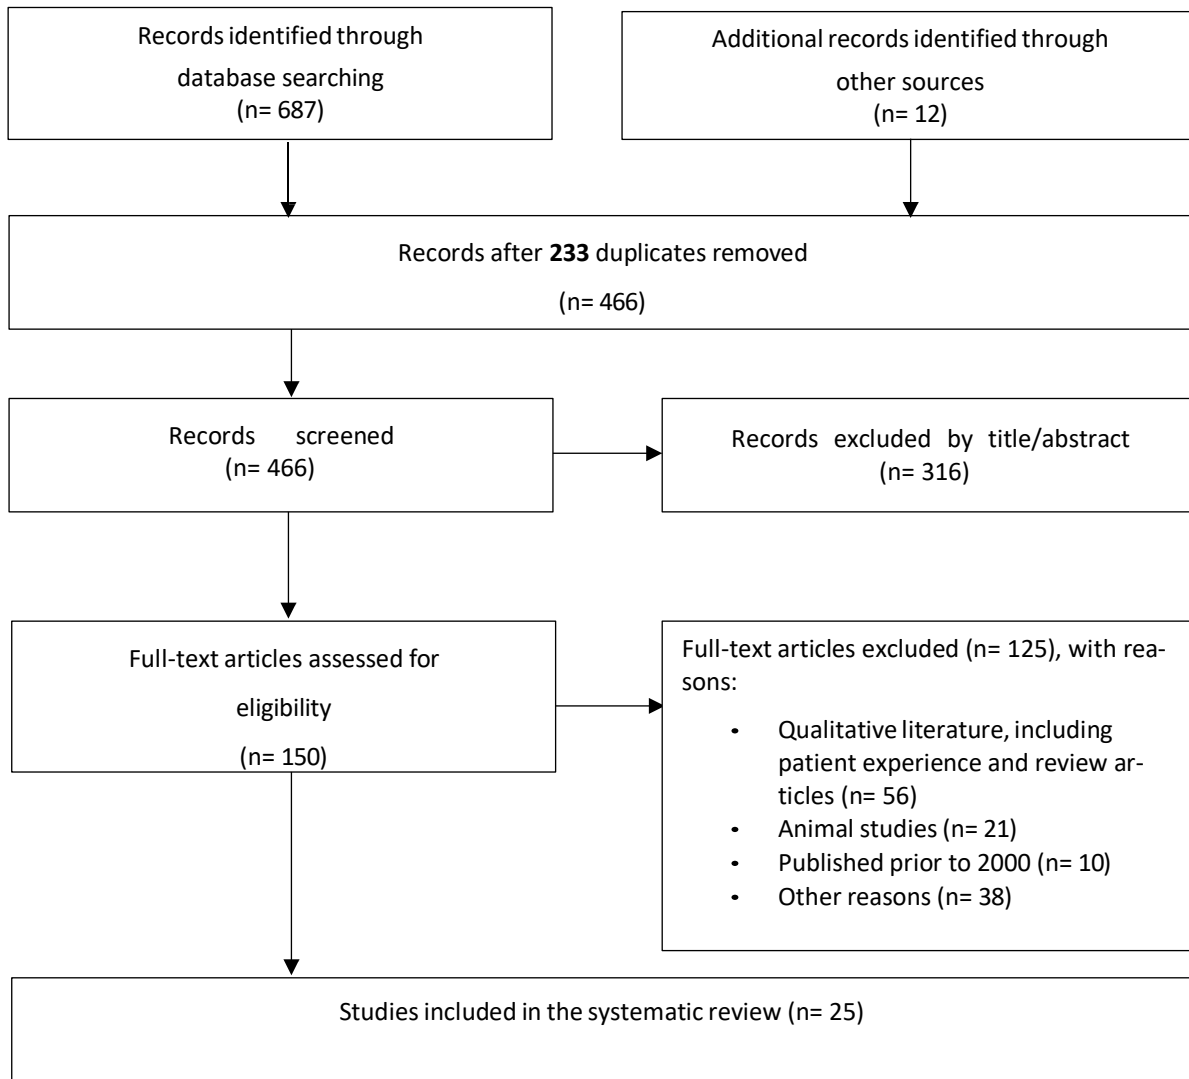 Records identified through
database searching
(n= 687)
Additional records identified through
other sources
(n= 12)
Records after 233 duplicates removed
(n= 466)
Records screened
(n= 466)
Records excluded by title/abstract
(n= 316)
Full-text articles assessed for
eligibility
(n= 150)
Full-text articles excluded (n= 125), with rea-
sons:
• Qualitative literature, including
patient experience and review ar-
ticles (n= 56)
• Animal studies (n= 21)
• Published prior to 2000 (n= 10)
• Other reasons (n= 38)
Studies included in the systematic review (n= 25)